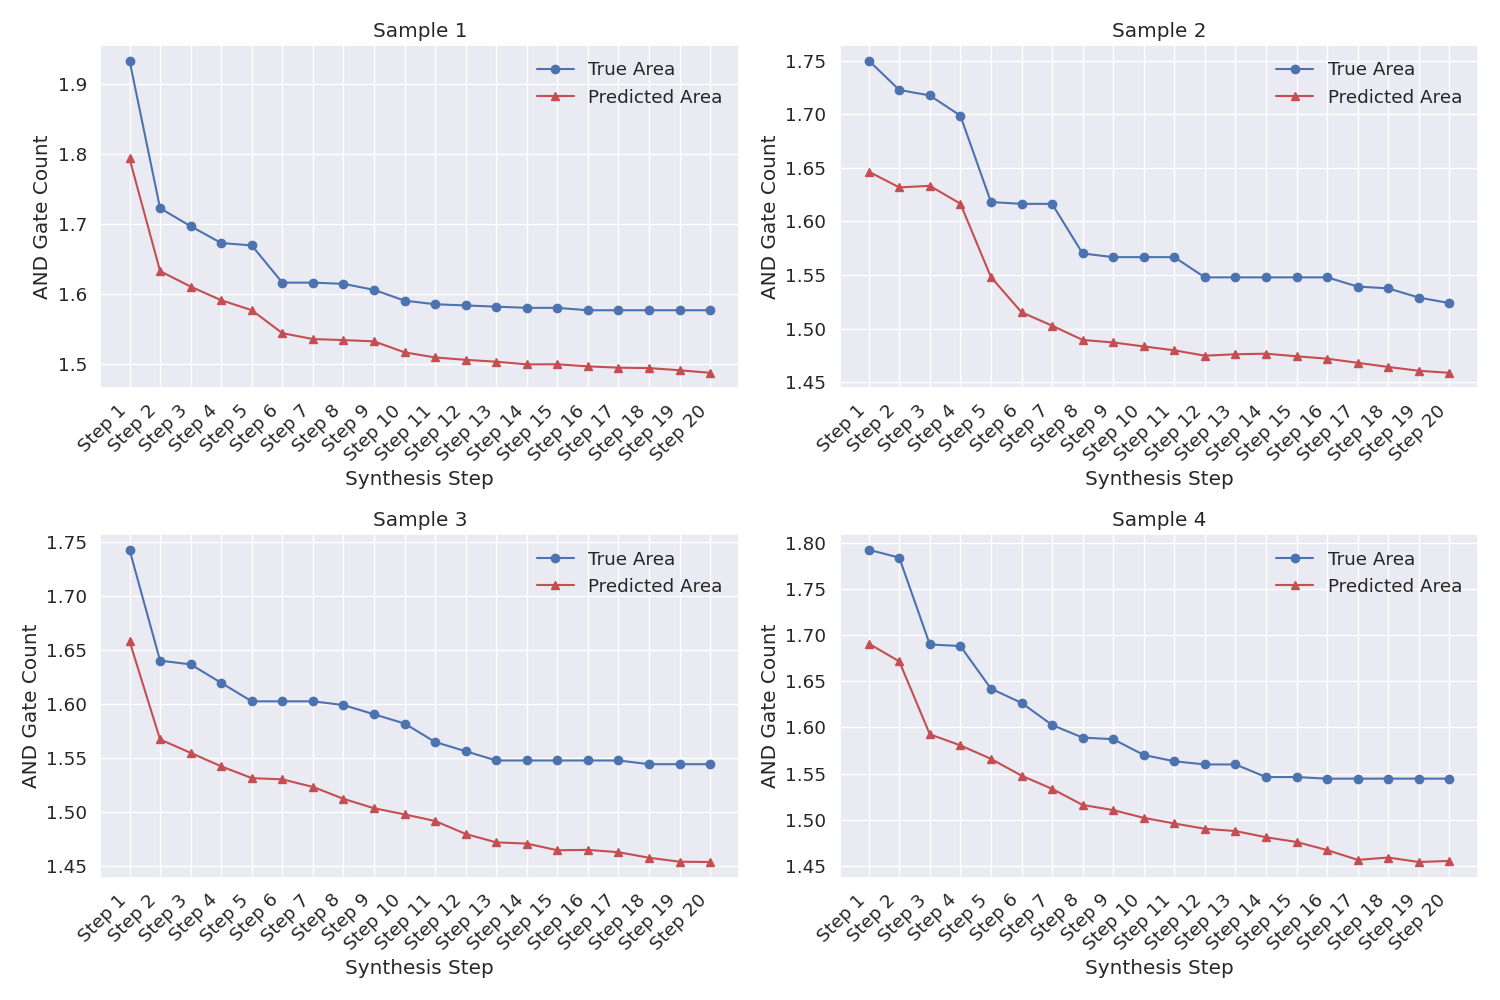 Sample 1
True Area
Predicted Area
AND Gate Count
1.9
1.8
1.7
1.6
1.5
Step 1
Step 2
Step 3
Step 4
Step 5
Step 6
Step 7
Step 8
Step 9
Step 10
Step 11
Step 12
Step 13
Step 14
Step 15
Step 16
Step 17
Step 18
Step 19
Step 20
Synthesis Step
Sample 2
True Area
Predicted Area
AND Gate Count
1.75
1.70
1.65
1.60
1.55
1.50
1.45
Step 1
Step 2
Step 3
Step 4
Step 5
Step 6
Step 7
Step 8
Step 9
Step 10
Step 11
Step 12
Step 13
Step 14
Step 15
Step 16
Step 17
Step 18
Step 19
Step 20
Synthesis Step
Sample 3
True Area
Predicted Area
AND Gate Count
1.75
1.70
1.65
1.60
1.55
1.50
1.45
Step 1
Step 2
Step 3
Step 4
Step 5
Step 6
Step 7
Step 8
Step 9
Step 10
Step 11
Step 12
Step 13
Step 14
Step 15
Step 16
Step 17
Step 18
Step 19
Step 20
Synthesis Step
Sample 4
True Area
Predicted Area
AND Gate Count
1.80
1.75
1.70
1.65
1.60
1.55
1.50
1.45
Step 1
Step 2
Step 3
Step 4
Step 5
Step 6
Step 7
Step 8
Step 9
Step 10
Step 11
Step 12
Step 13
Step 14
Step 15
Step 16
Step 17
Step 18
Step 19
Step 20
Synthesis Step